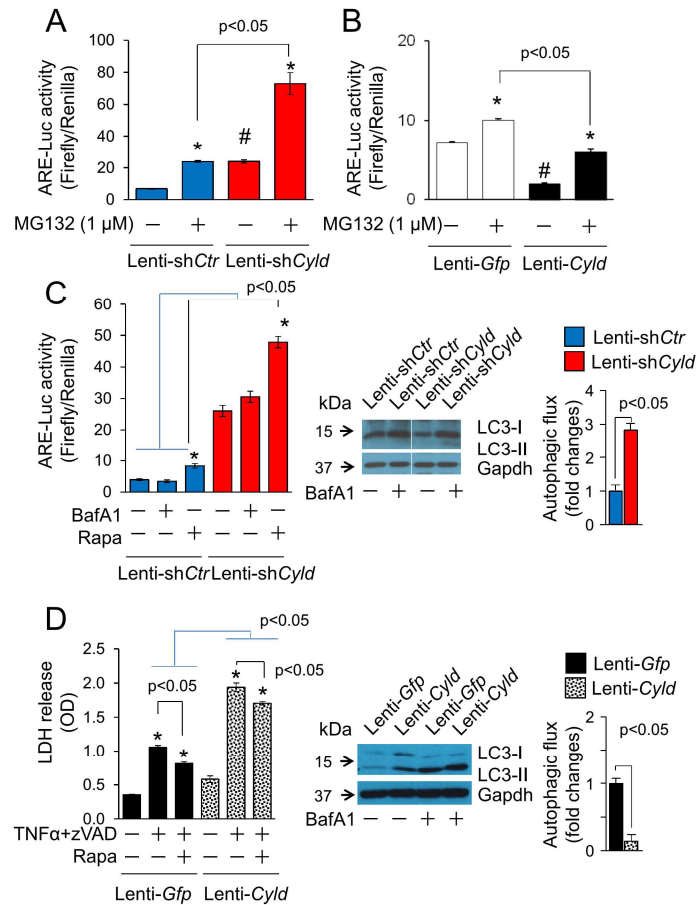 A
p<0.05
ARE-Luc activity
(Firefly/Renilla)
100
80
60
40
20
0
*
#
*
MG132 (1 µM) − + − +
Lenti-shCtr Lenti-shCyld
B
p<0.05
ARE-Luc activity
(Firefly/Renilla)
20
10
0
*
#
*
MG132 (1 µM) − + − +
Lenti-Gfp Lenti-Cyld
C
p<0.05
ARE-Luc activity
(Firefly/Renilla)
60
50
40
30
20
10
0
*
*
BafA1 − + − − + −
Rapa − − + − − +
Lenti-shCtr Lenti-shCyld
Lenti-shCtr
Lenti-shCtr
Lenti-shCyld
Lenti-shCyld
kDa
15
37
LC3-I
LC3-II
Gapdh
BafA1 − + − +
Lenti-shCtr
Lenti-shCyld
Autophagic flux
(fold changes)
4
3
2
1
0
p<0.05
D
p<0.05
LDH release
(OD)
2.5
2.0
1.5
1.0
0.5
0.0
p<0.05
*
*
*
*
p<0.05
TNFα+zVAD − + + − + +
Rapa − − + − − +
Lenti-Gfp Lenti-Cyld
Lenti-Gfp
Lenti-Cyld
Lenti-Gfp
Lenti-Cyld
kDa
15
37
LC3-I
LC3-II
Gapdh
BafA1 − − + +
Lenti-Gfp
Lenti-Cyld
Autophagic flux
(fold changes)
2
1
0
p<0.05